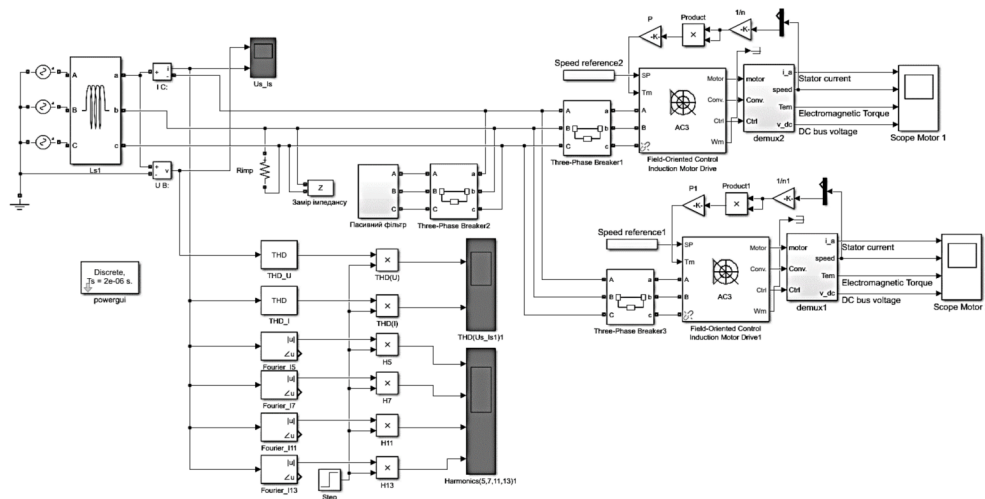 P
Product
1/n
Speed reference2
SP
Tm
A
B
C
Motor
Conv.
Ctrl
Wm
AC3
Field-Oriented Control
Induction Motor Drive
motor
Conv.
Ctrl
i_a
speed
Tem
v_dc
demux2
Stator current
Electromagnetic Torque
DC bus voltage
Scope Motor 1
A
B
C
a
b
c
Ls1
I C:
Us_Is
U B:
Rimp
Z
Замір імпедансу
A
B
C
Пасивний фільтр
A
B
C
a
b
c
Three-Phase Breaker2
A
B
C
a
b
c
Three-Phase Breaker1
P1
Product1
1/n1
Speed reference1
SP
Tm
A
B
Motor
Conv.
Ctrl
Wm
AC3
Field-Oriented Control
Induction Motor Drive1
motor
Conv.
Ctrl
i_a
speed
Tem
v_dc
demux1
Stator current
Electromagnetic Torque
DC bus voltage
Scope Motor
A
B
C
a
b
c
Three-Phase Breaker3
Discrete,
Ts = 2e-06 s.
powergui
THD
THD_U
THD(U)
THD
THD_I
THD(I)
THD(Us_Is1)1
|u|
∠u
Fourier_I5
H5
|u|
∠u
Fourier_I7
H7
|u|
∠u
Fourier_I11
H11
|u|
∠u
Fourier_I13
H13
Step
Harmonics(5,7,11,13)1